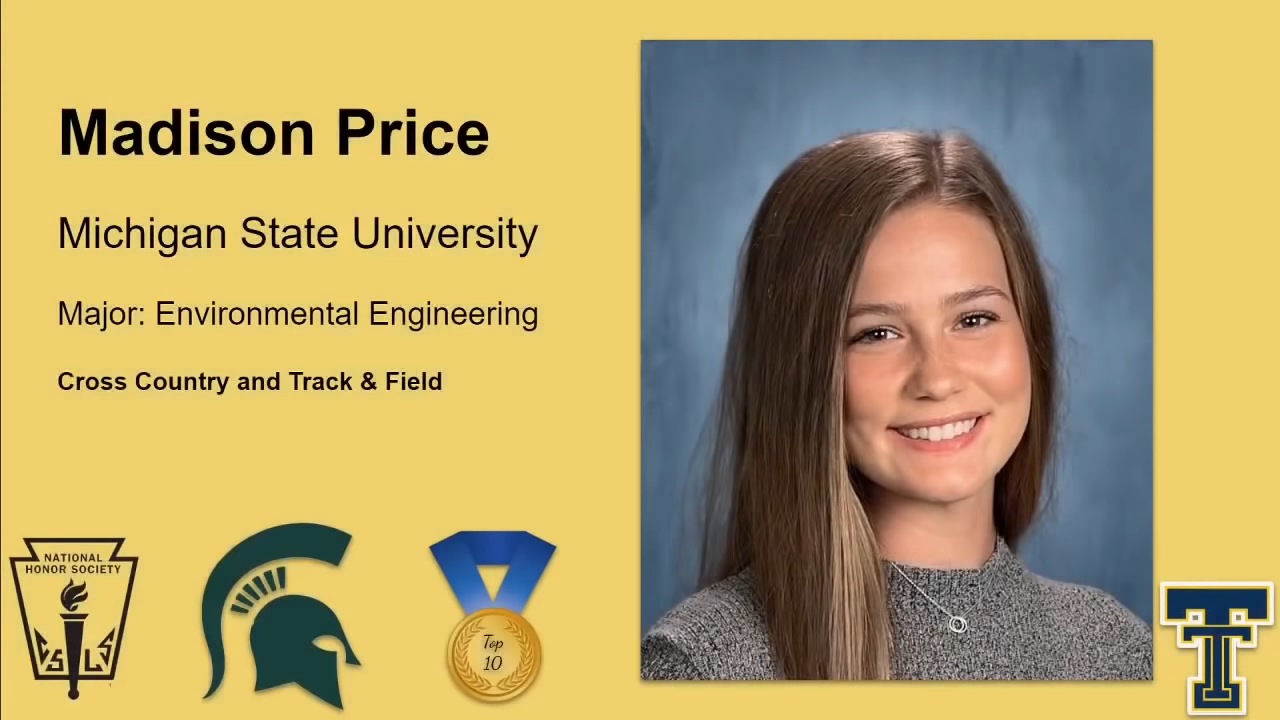 Madison Price
Michigan State University
Major: Environmental Engineering
Cross Country and Track & Field
NATIONAL
HONOR SOCIETY
S L S
Top
10
T